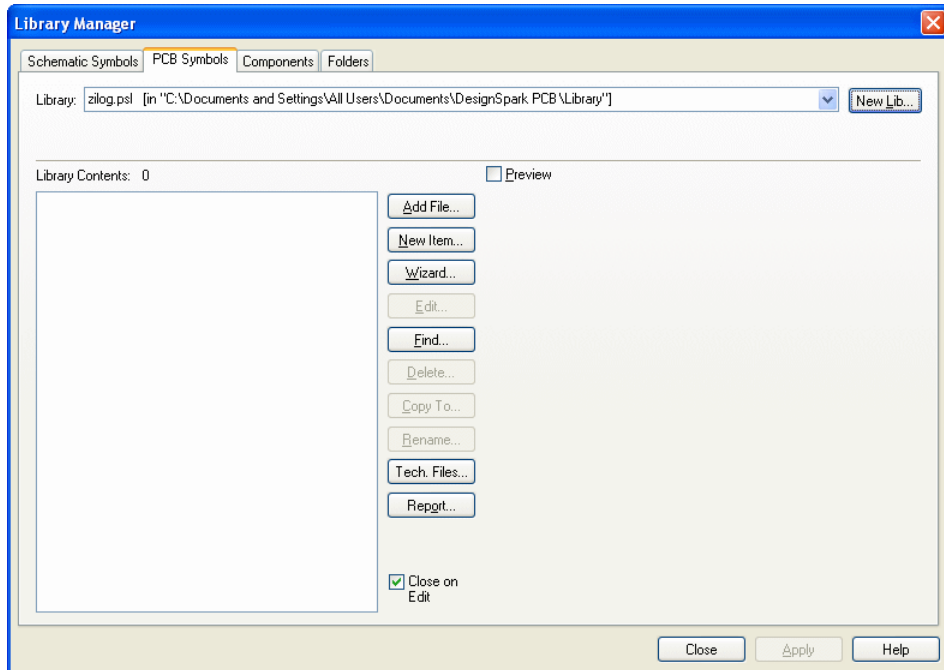 Library Manager
Schematic Symbols PCB Symbols Components Folders
Library: zilog.psl [in "C:\Documents and Settings\All Users\Documents\DesignSpark PCB\Library"] New Lib...
Library Contents: 0 Preview
Add File...
New Item...
Wizard...
Edit...
Find...
Delete...
Copy To...
Rename...
Tech. Files...
Report...
Close on
Edit
Close Apply Help